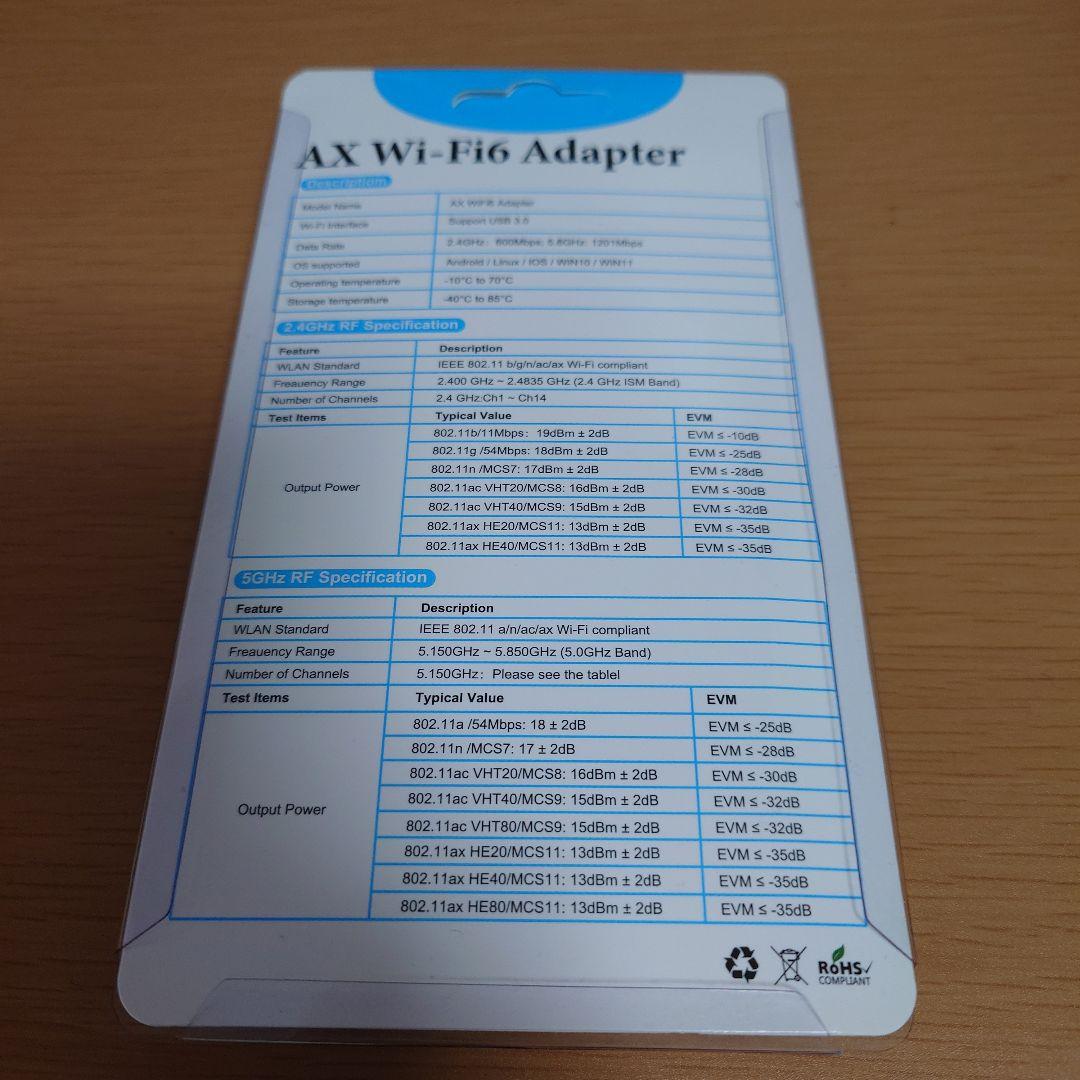 AX Wi-Fi6 Adapter
Description
Model Name AX WIFI6 Adapter
Wi-Fi Interface Support USB 3.0
Data Rate 2.4GHz: 600Mbps; 5.8GHz: 1201Mbps
OS supported Android / Linux / IOS / WIN10 / WIN11
Operating temperature -10°C to 70°C
Storage temperature -40°C to 85°C
2.4GHz RF Specification
Feature Description
WLAN Standard IEEE 802.11 b/g/n/ac/ax Wi-Fi compliant
Freauency Range 2.400 GHz ~ 2.4835 GHz (2.4 GHz ISM Band)
Number of Channels 2.4 GHz:Ch1 ~ Ch14
Test Items Typical Value EVM
802.11b/11Mbps: 19dBm ± 2dB EVM ≤ -10dB
802.11g /54Mbps: 18dBm ± 2dB EVM ≤ -25dB
802.11n /MCS7: 17dBm ± 2dB EVM ≤ -28dB
Output Power 802.11ac VHT20/MCS8: 16dBm ± 2dB EVM ≤ -30dB
802.11ac VHT40/MCS9: 15dBm ± 2dB EVM ≤ -32dB
802.11ax HE20/MCS11: 13dBm ± 2dB EVM ≤ -35dB
802.11ax HE40/MCS11: 13dBm ± 2dB EVM ≤ -35dB
5GHz RF Specification
Feature Description
WLAN Standard IEEE 802.11 a/n/ac/ax Wi-Fi compliant
Freauency Range 5.150GHz ~ 5.850GHz (5.0GHz Band)
Number of Channels 5.150GHz: Please see the tablel
Test Items Typical Value EVM
802.11a /54Mbps: 18 ± 2dB EVM ≤ -25dB
802.11n /MCS7: 17 ± 2dB EVM ≤ -28dB
802.11ac VHT20/MCS8: 16dBm ± 2dB EVM ≤ -30dB
802.11ac VHT40/MCS9: 15dBm ± 2dB EVM ≤ -32dB
Output Power 802.11ac VHT80/MCS9: 15dBm ± 2dB EVM ≤ -32dB
802.11ax HE20/MCS11: 13dBm ± 2dB EVM ≤ -35dB
802.11ax HE40/MCS11: 13dBm ± 2dB EVM ≤ -35dB
802.11ax HE80/MCS11: 13dBm ± 2dB EVM ≤ -35dB
RoHS
COMPLIANT